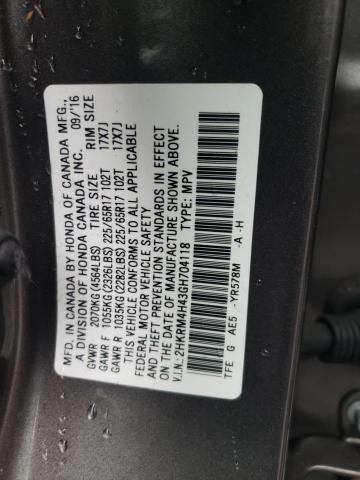 MFD. IN CANADA BY HONDA OF CANADA MFG.,
A DIVISION OF HONDA CANADA INC. 09/'16
GVWR 2070KG(4564LBS) TIRE SIZE RIM SIZE
GAWR F 1055KG(2326LBS) 225/65R17 102T 17X7J
GAWR R 1035KG(2282LBS) 225/65R17 102T 17X7J
THIS VEHICLE CONFORMS TO ALL APPLICABLE
FEDERAL MOTOR VEHICLE SAFETY
AND THEFT PREVENTION STANDARDS IN EFFECT
ON THE DATE OF MANUFACTURE SHOWN ABOVE.
V.I.N.:2HKRM4H43GH704118 TYPE: MPV
TFE G AE5 -YR578M -A -H